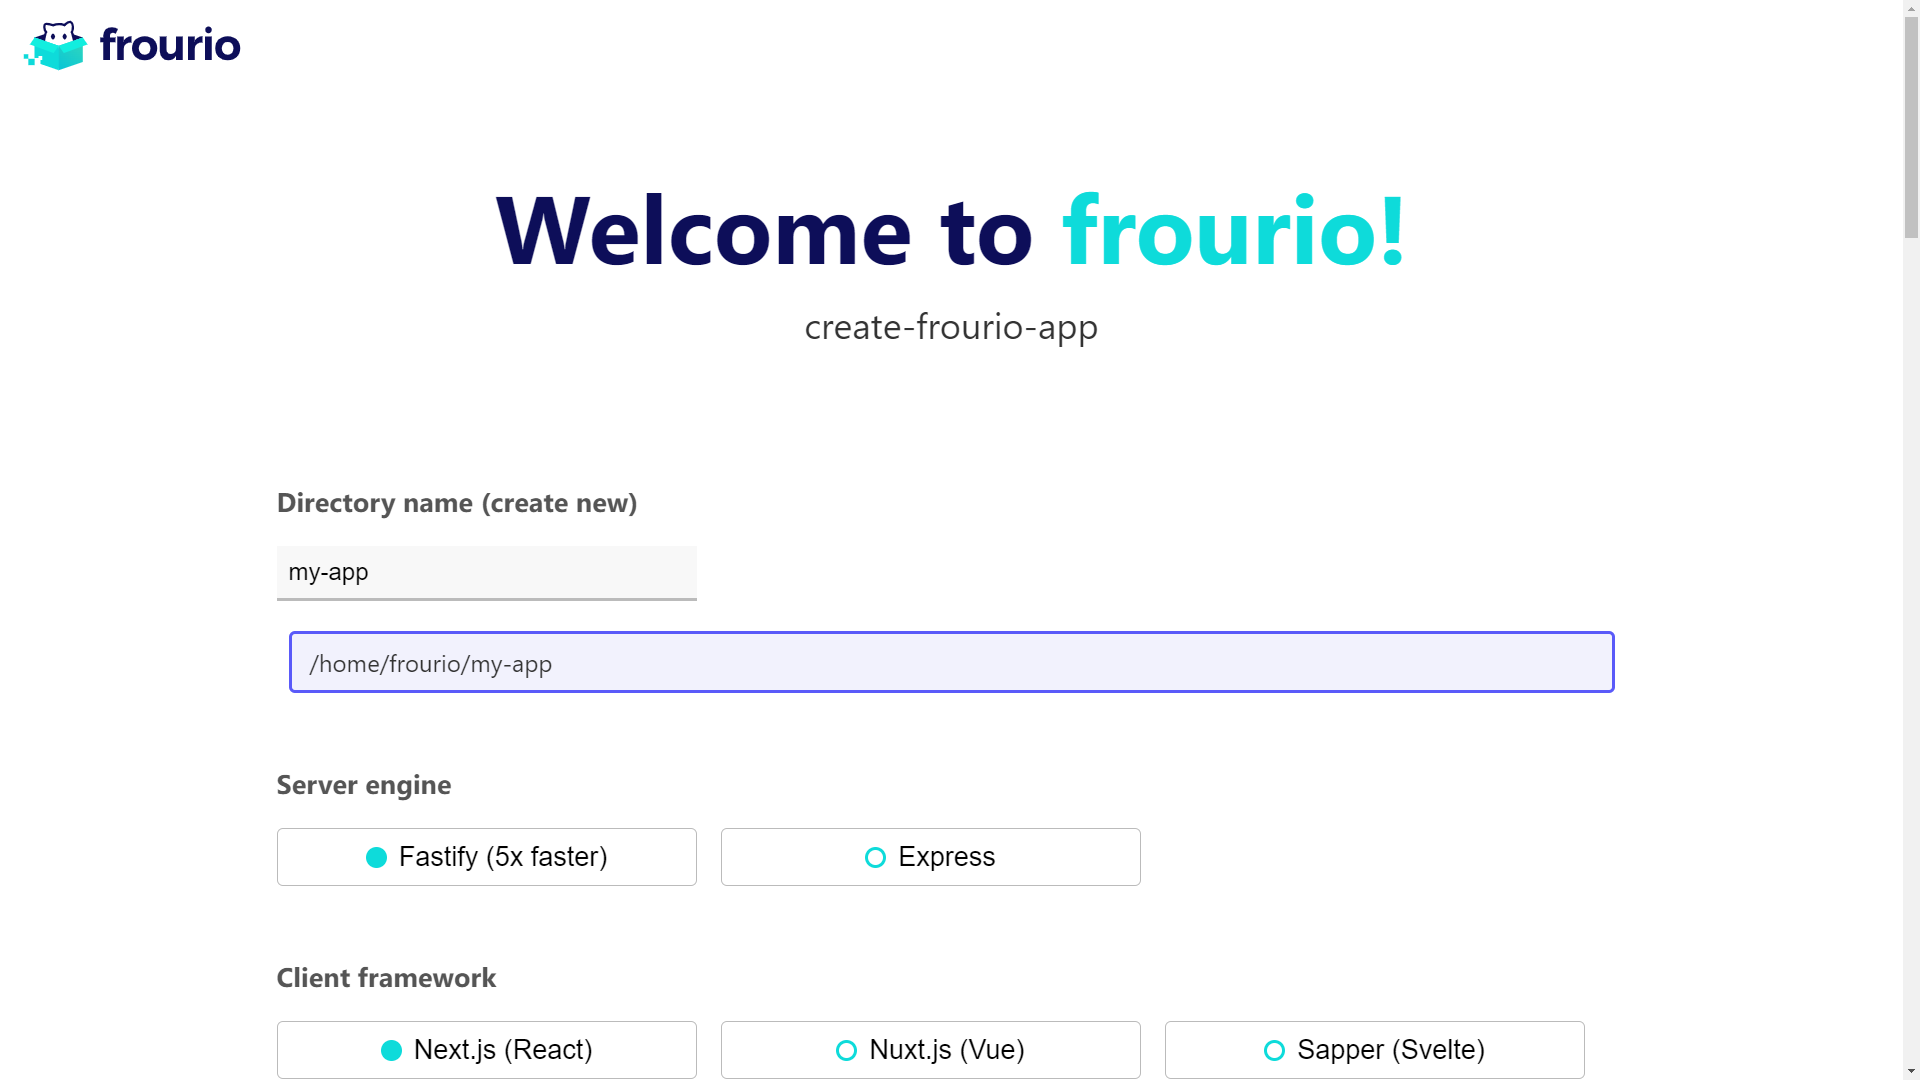 frourio
Welcome to frourio!
create-frourio-app
Directory name (create new)
my-app
/home/frourio/my-app
Server engine
Fastify (5x faster)
Express
Client framework
Next.js (React)
Nuxt.js (Vue)
Sapper (Svelte)